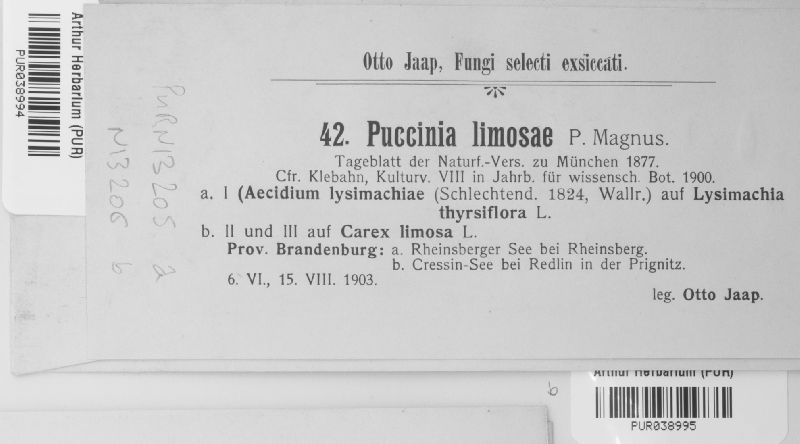 Arthur Herbarium (PUR)
PUR038994
PURN13205 a
N13206 b
Otto Jaap, Fungi selecti exsiccati.
42. Puccinia limosae P. Magnus.
Tageblatt der Naturf.-Vers. zu München 1877.
Cfr. Klebahn, Kulturv. VIII in Jahrb. für wissensch. Bot. 1900.
a. I (Aecidium lysimachiae (Schlechtend. 1824, Wallr.) auf Lysimachia
thyrsiflora L.
b. II und III auf Carex limosa L.
Prov. Brandenburg: a. Rheinsberger See bei Rheinsberg.
b. Cressin-See bei Redlin in der Prignitz.
6. VI., 15. VIII. 1903.
leg. Otto Jaap.
b
Arthur Herbarium (PUR)
PUR038995